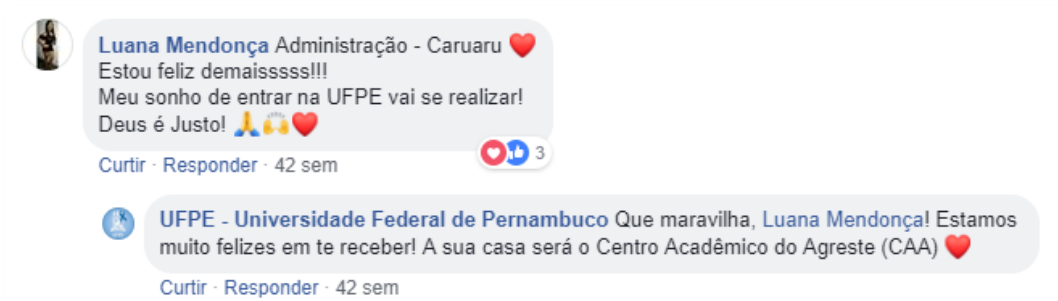 Luana Mendonça Administração - Caruaru ❤️
Estou feliz demaisssss!!!
Meu sonho de entrar na UFPE vai se realizar!
Deus é Justo! 🙏🙌❤️
3
Curtir · Responder · 42 sem
UFPE - Universidade Federal de Pernambuco Que maravilha, Luana Mendonça! Estamos
muito felizes em te receber! A sua casa será o Centro Acadêmico do Agreste (CAA) ❤️
Curtir · Responder · 42 sem